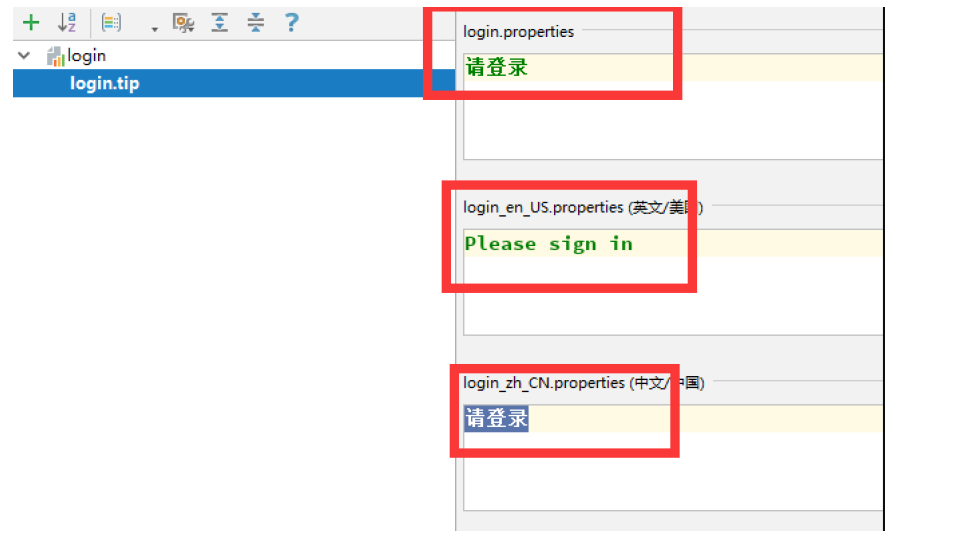 login
login.tip
login.properties
请登录
login_en_US.properties (英文/美国)
Please sign in
login_zh_CN.properties (中文/中国)
请登录